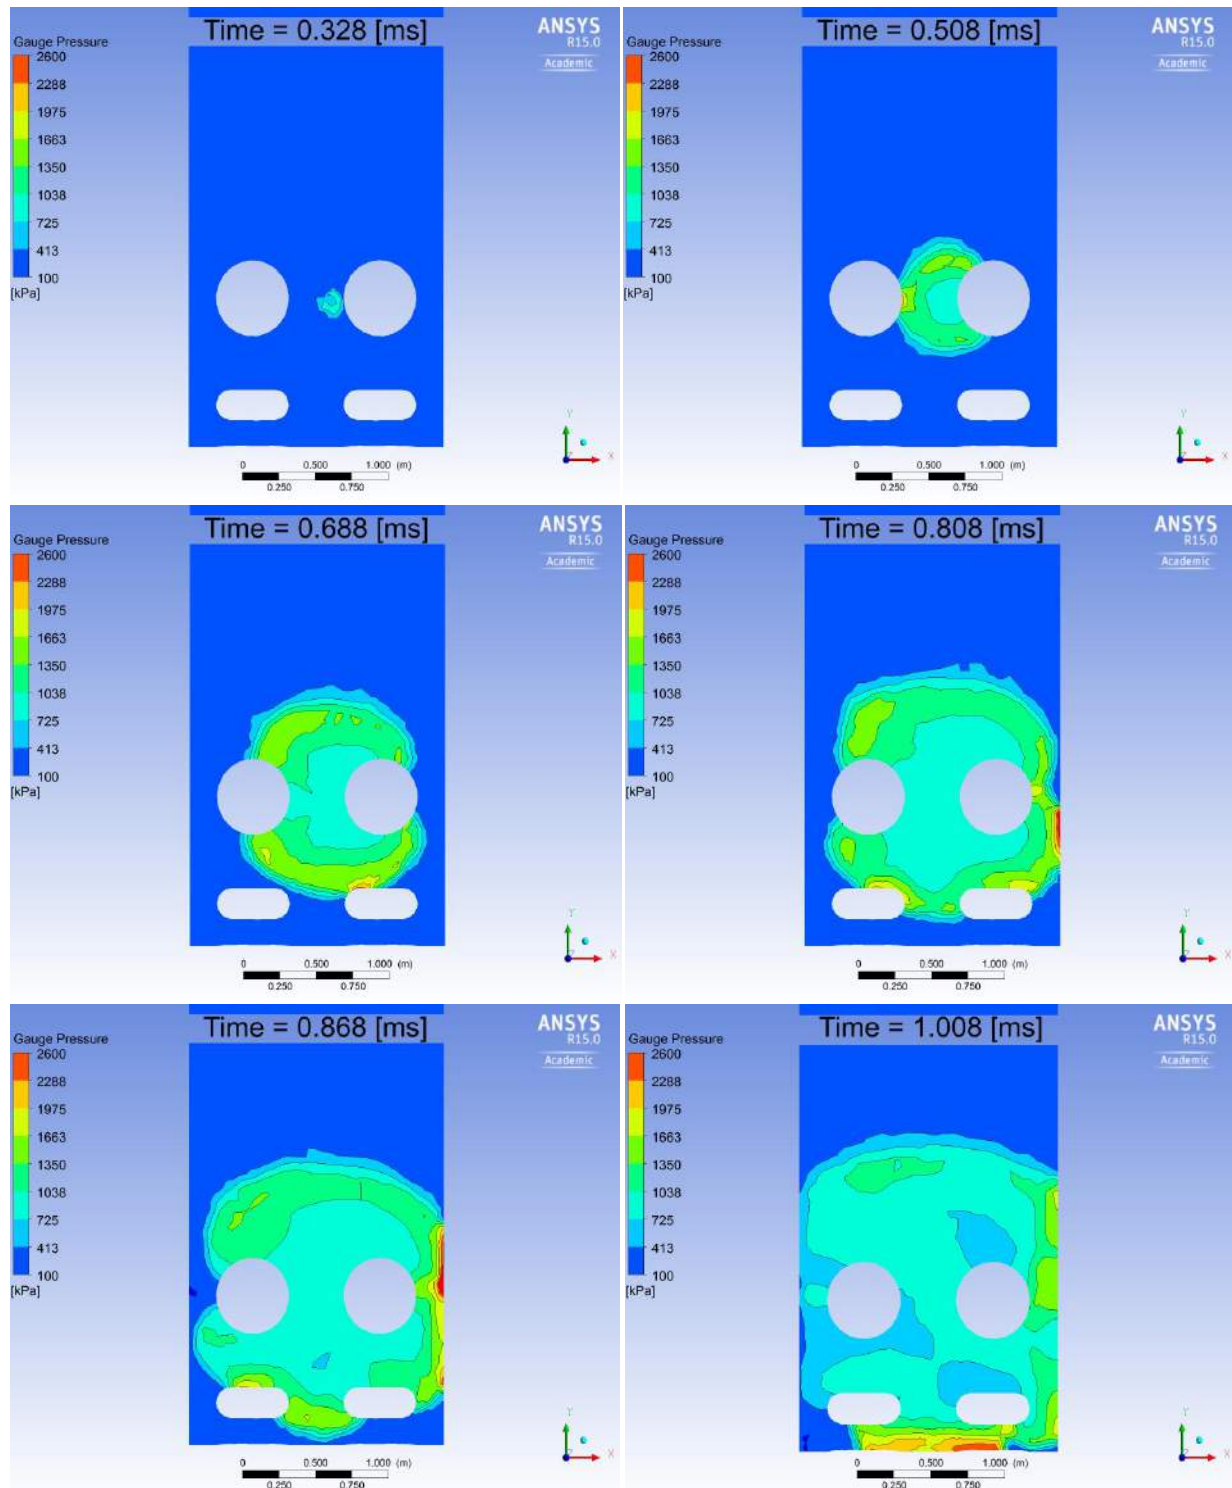 Time = 0.328 [ms]
ANSYS
R15.0
Academic
Gauge Pressure
2600
2288
1975
1663
1350
1038
725
413
100
[kPa]
Y
X
Z
0 0.500 1.000 (m)
0.250 0.750
Time = 0.508 [ms]
ANSYS
R15.0
Academic
Gauge Pressure
2600
2288
1975
1663
1350
1038
725
413
100
[kPa]
Y
X
Z
0 0.500 1.000 (m)
0.250 0.750
Time = 0.688 [ms]
ANSYS
R15.0
Academic
Gauge Pressure
2600
2288
1975
1663
1350
1038
725
413
100
[kPa]
Y
X
Z
0 0.500 1.000 (m)
0.250 0.750
Time = 0.808 [ms]
ANSYS
R15.0
Academic
Gauge Pressure
2600
2288
1975
1663
1350
1038
725
413
100
[kPa]
Y
X
Z
0 0.500 1.000 (m)
0.250 0.750
Time = 0.868 [ms]
ANSYS
R15.0
Academic
Gauge Pressure
2600
2288
1975
1663
1350
1038
725
413
100
[kPa]
Y
X
Z
0 0.500 1.000 (m)
0.250 0.750
Time = 1.008 [ms]
ANSYS
R15.0
Academic
Gauge Pressure
2600
2288
1975
1663
1350
1038
725
413
100
[kPa]
Y
X
Z
0 0.500 1.000 (m)
0.250 0.750